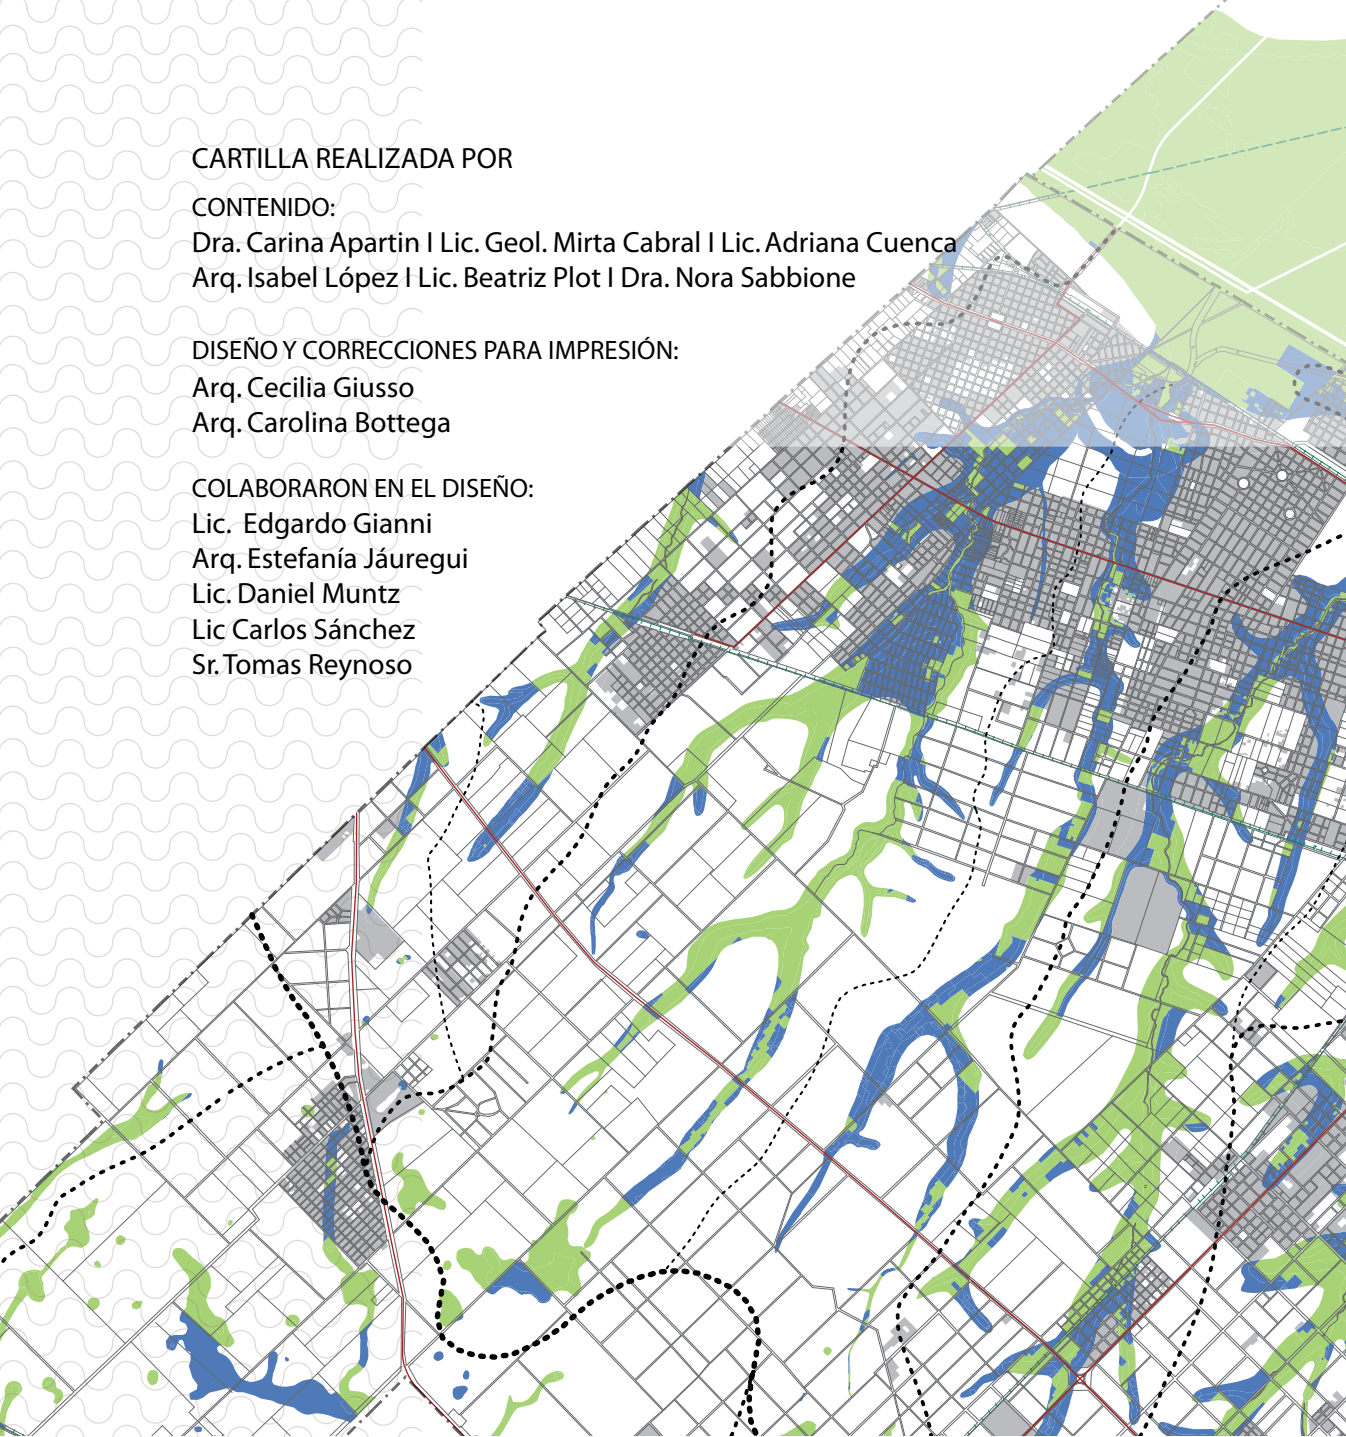 CARTILLA REALIZADA POR
CONTENIDO:
Dra. Carina Apartin I Lic. Geol. Mirta Cabral I Lic. Adriana Cuenca
Arq. Isabel López I Lic. Beatriz Plot I Dra. Nora Sabbione
DISEÑO Y CORRECCIONES PARA IMPRESIÓN:
Arq. Cecilia Giusso
Arq. Carolina Bottega
COLABORARON EN EL DISEÑO:
Lic. Edgardo Gianni
Arq. Estefanía Jáuregui
Lic. Daniel Muntz
Lic Carlos Sánchez
Sr. Tomas Reynoso